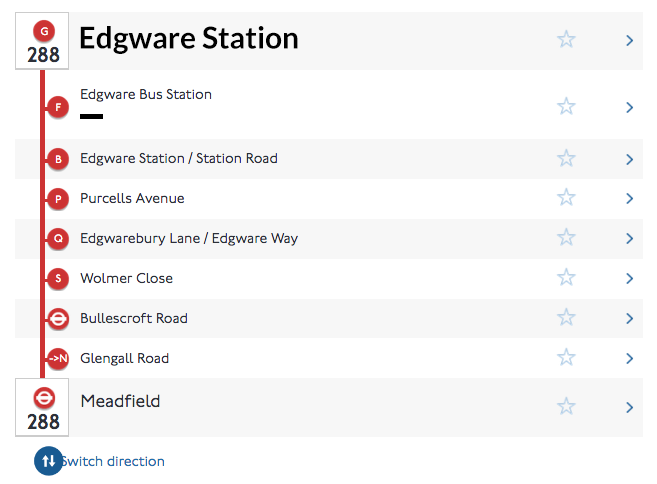 G
288
Edgware Station
F
Edgware Bus Station
B
Edgware Station / Station Road
P
Purcells Avenue
Q
Edgwarebury Lane / Edgware Way
S
Wolmer Close
Bullescroft Road
->N
Glengall Road
288
Meadfield
Switch direction